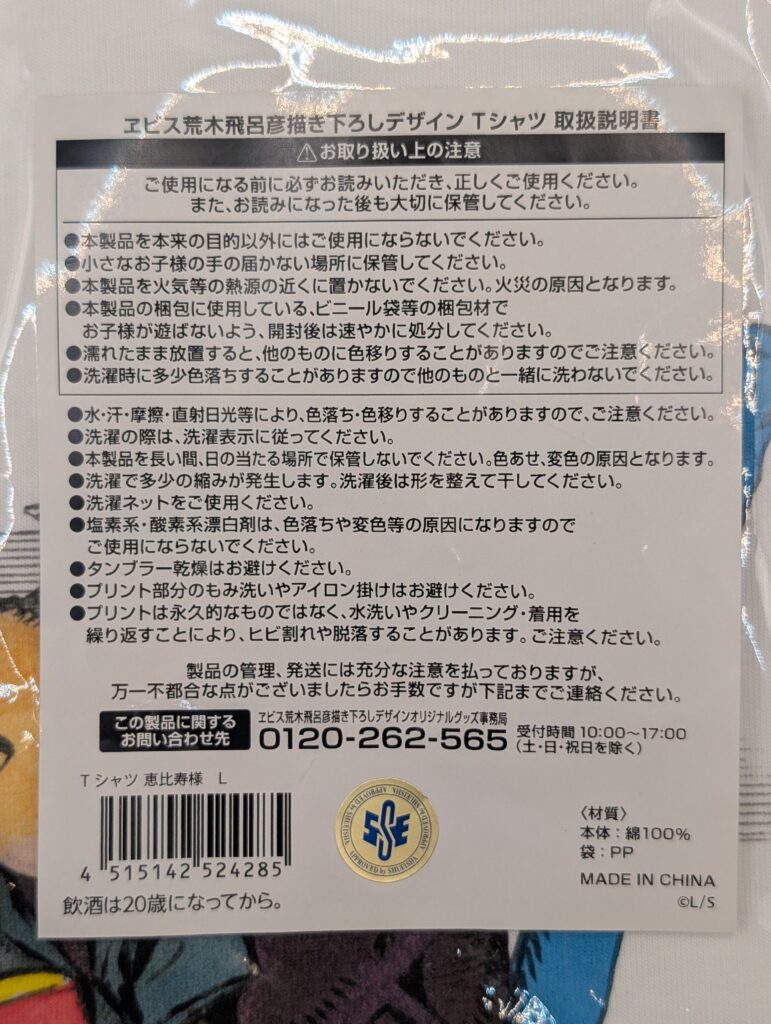 ヱビス荒木飛呂彦描き下ろしデザイン Tシャツ 取扱説明書
⚠お取り扱い上の注意
ご使用になる前に必ずお読みいただき、正しくご使用ください。
また、お読みになった後も大切に保管してください。
●本製品を本来の目的以外にはご使用にならないでください。
●小さなお子様の手の届かない場所に保管してください。
●本製品を火気等の熱源の近くに置かないでください。火災の原因となります。
●本製品の梱包に使用している、ビニール袋等の梱包材で
お子様が遊ばないよう、開封後は速やかに処分してください。
●濡れたまま放置すると、他のものに色移りすることがありますのでご注意ください。
●洗濯時に多少色落ちすることがありますので他のものと一緒に洗わないでください。
●水・汗・摩擦・直射日光等により、色落ち・色移りすることがありますので、ご注意ください。
●洗濯の際は、洗濯表示に従ってください。
●本製品を長い間、日の当たる場所で保管しないでください。色あせ、変色の原因となります。
●洗濯で多少の縮みが発生します。洗濯後は形を整えて干してください。
●洗濯ネットをご使用ください。
●塩素系・酸素系漂白剤は、色落ちや変色等の原因になりますので
ご使用にならないでください。
●タンブラー乾燥はお避けください。
●プリント部分のもみ洗いやアイロン掛けはお避けください。
●プリントは永久的なものではなく、水洗いやクリーニング・着用を
繰り返すことにより、ヒビ割れや脱落することがあります。ご注意ください。
製品の管理、発送には充分な注意を払っておりますが、
万一不都合な点がございましたらお手数ですが下記までご連絡ください。
この製品に関する
お問い合わせ先
ヱビス荒木飛呂彦描き下ろしデザインオリジナルグッズ事務局
0120-262-565
受付時間 10:00〜17:00
(土・日・祝日を除く)
Tシャツ 恵比寿様 L
4 515142 524285
飲酒は20歳になってから。
APPROVED by SHUEISHA
APPROVED by SHUEISHA
APPROVED by SHUEISHA
SSE
〈材質〉
本体:綿100%
袋:PP
MADE IN CHINA
©L/S